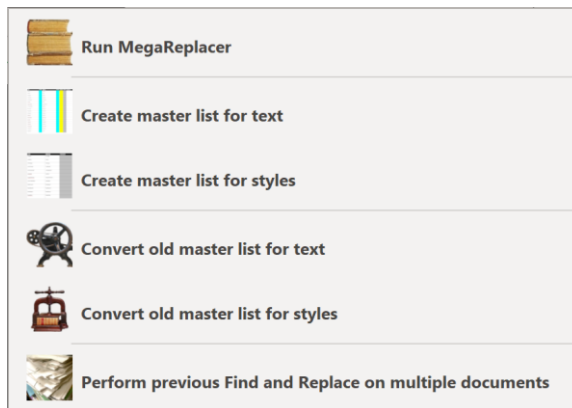 Run MegaReplacer
Create master list for text
Create master list for styles
Convert old master list for text
Convert old master list for styles
Perform previous Find and Replace on multiple documents